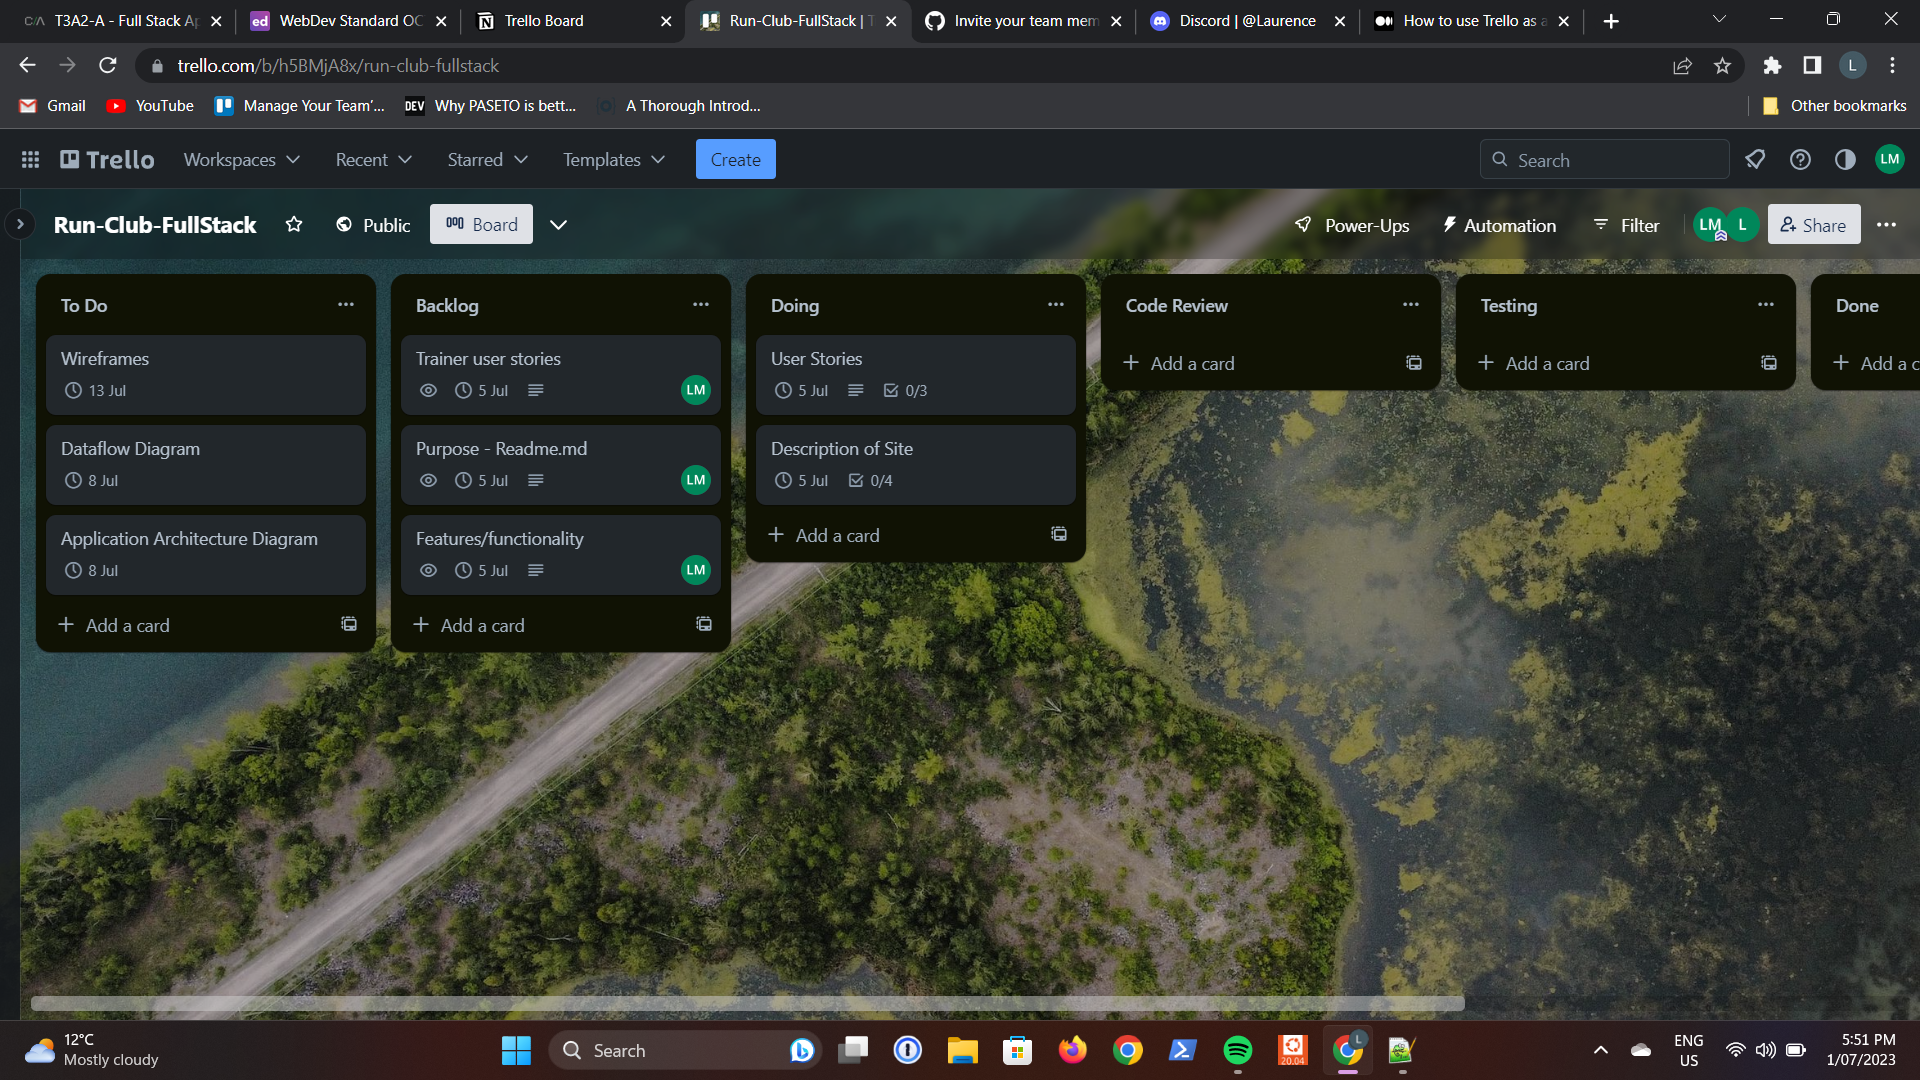 T3A2-A - Full Stack Ap
WebDev Standard OC
Trello Board
Run-Club-FullStack | T
Invite your team mem
Discord | @Laurence
How to use Trello as a
trello.com/b/h5BMjA8x/run-club-fullstack
L
Gmail
YouTube
Manage Your Team'...
DEV
Why PASETO is bett...
A Thorough Introd...
Other bookmarks
Trello
Workspaces
Recent
Starred
Templates
Create
Search
LM
Run-Club-FullStack
Public
Board
Power-Ups
Automation
Filter
LM
L
Share
To Do
Wireframes
13 Jul
Dataflow Diagram
8 Jul
Application Architecture Diagram
8 Jul
Add a card
Backlog
Trainer user stories
5 Jul
LM
Purpose - Readme.md
5 Jul
LM
Features/functionality
5 Jul
LM
Add a card
Doing
User Stories
5 Jul
0/3
Description of Site
5 Jul
0/4
Add a card
Code Review
Add a card
Testing
Add a card
Done
Add a c
12°C
Mostly cloudy
Search
20.04
L
ENG
US
5:51 PM
1/07/2023